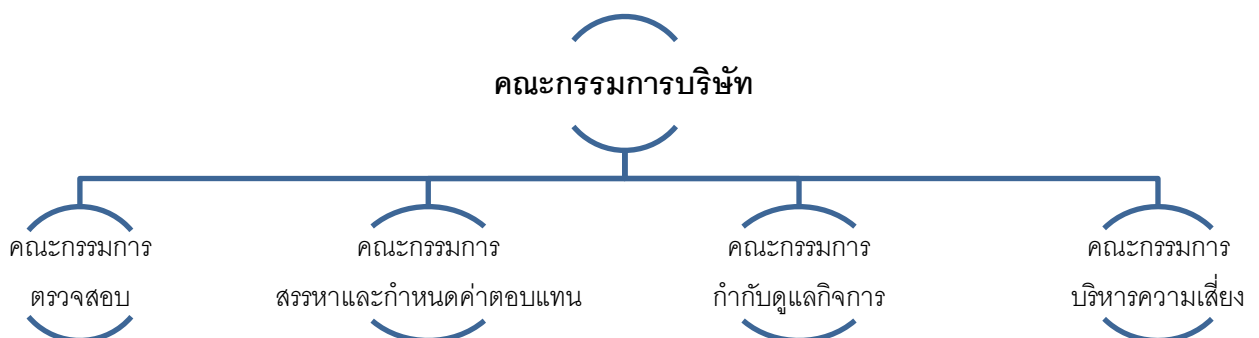 คณะกรรมการบริษัท
คณะกรรมการ
ตรวจสอบ
คณะกรรมการ
สรรหาและกำหนดค่าตอบแทน
คณะกรรมการ
กำกับดูแลกิจการ
คณะกรรมการ
บริหารความเสี่ยง